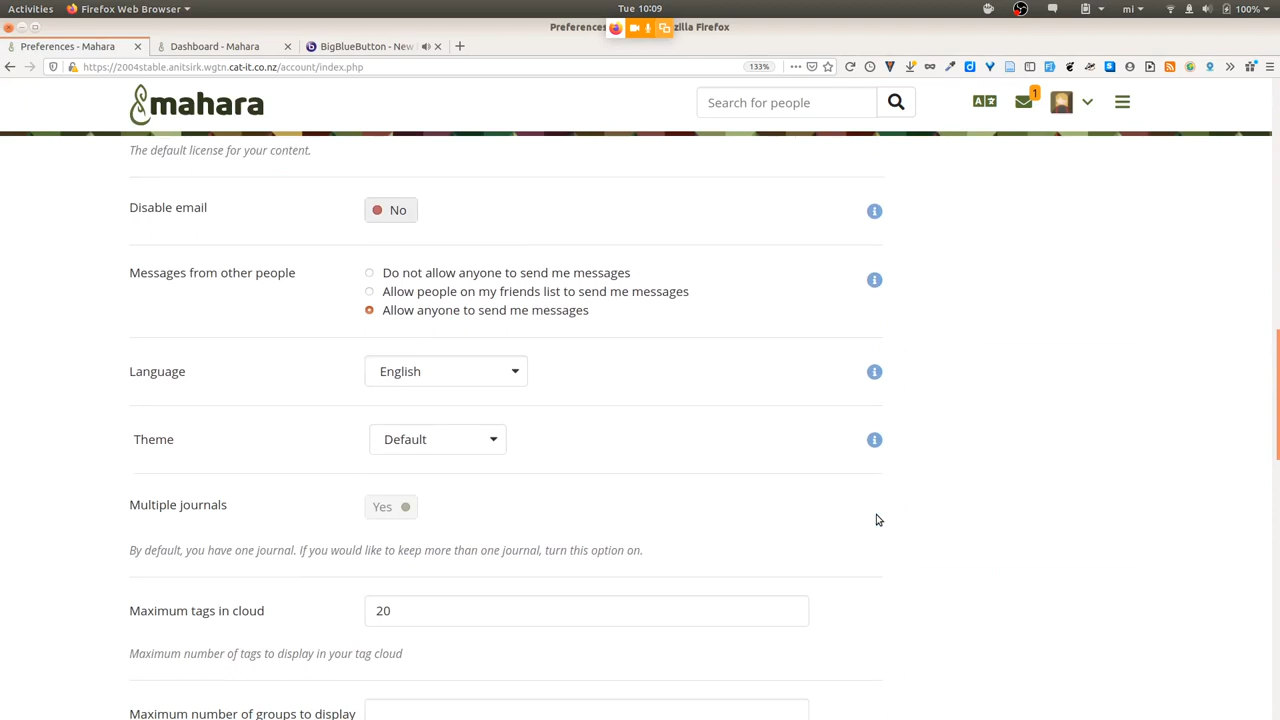 Activities Firefox Web Browser Tue 10:09 mi 100%
Preferences zilla Firefox
Preferences - Mahara Dashboard - Mahara BigBlueButton - New
https://2004stable.anitsirk.wgtn.cat-it.co.nz/account/index.php 133%
mahara Search for people 1
The default license for your content.
Disable email No
Messages from other people Do not allow anyone to send me messages
Allow people on my friends list to send me messages
Allow anyone to send me messages
Language English
Theme Default
Multiple journals Yes
By default, you have one journal. If you would like to keep more than one journal, turn this option on.
Maximum tags in cloud 20
Maximum number of tags to display in your tag cloud
Maximum number of groups to display